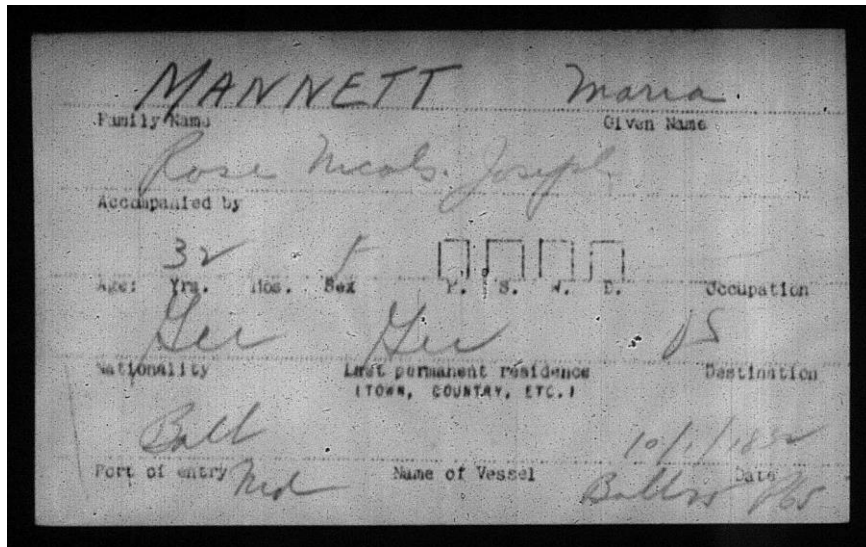 MANNETT Maria.
Family Name Given Name
Rose Nicols. Joseph
Accompanied by
32 f
Age: Yrs. Mos. Sex P. S. W. D. Occupation
Ger Ger US
Nationality Last permanent residence Destination
(TOWN, COUNTRY, ETC.)
Balt 10/1/1832
Port of entry Md Name of Vessel Date